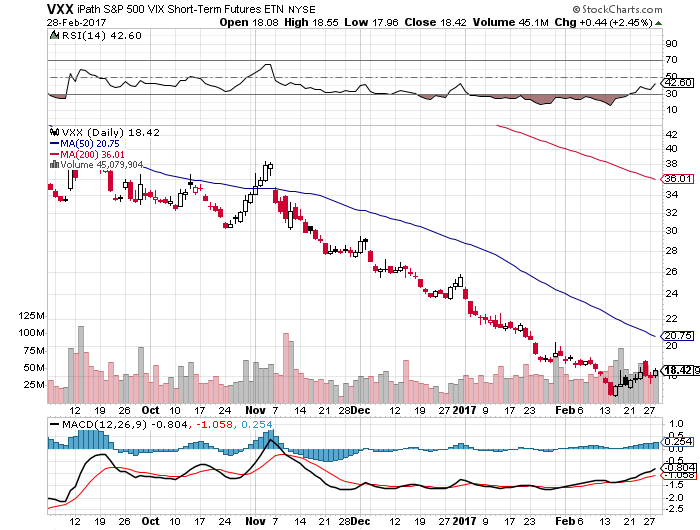 VXX iPath S&P 500 VIX Short-Term Futures ETN NYSE © StockCharts.com
28-Feb-2017 Open 18.08 High 18.55 Low 17.96 Close 18.42 Volume 45.1M Chg +0.44 (+2.45%)
RSI(14) 42.60
90
70
50
42.60
30
10
VXX (Daily) 18.42
MA(50) 20.75
MA(200) 36.01
Volume 45,079,904
42
40
38
36.01
34
32
30
28
26
24
22
20.75
20
18.42
125M
100M
75M
50M
25M
12 19 26 Oct 10 17 24 Nov 7 14 21 28 Dec 12 19 27 2017 9 17 23 Feb 6 13 21 27
MACD(12,26,9) -0.804, -1.058, 0.254
1.0
0.5
0.254
0.0
-0.5
-0.804
-1.058
-1.5
-2.0
-2.5
12 19 26 Oct 10 17 24 Nov 7 14 21 28 Dec 12 19 27 2017 9 17 23 Feb 6 13 21 27